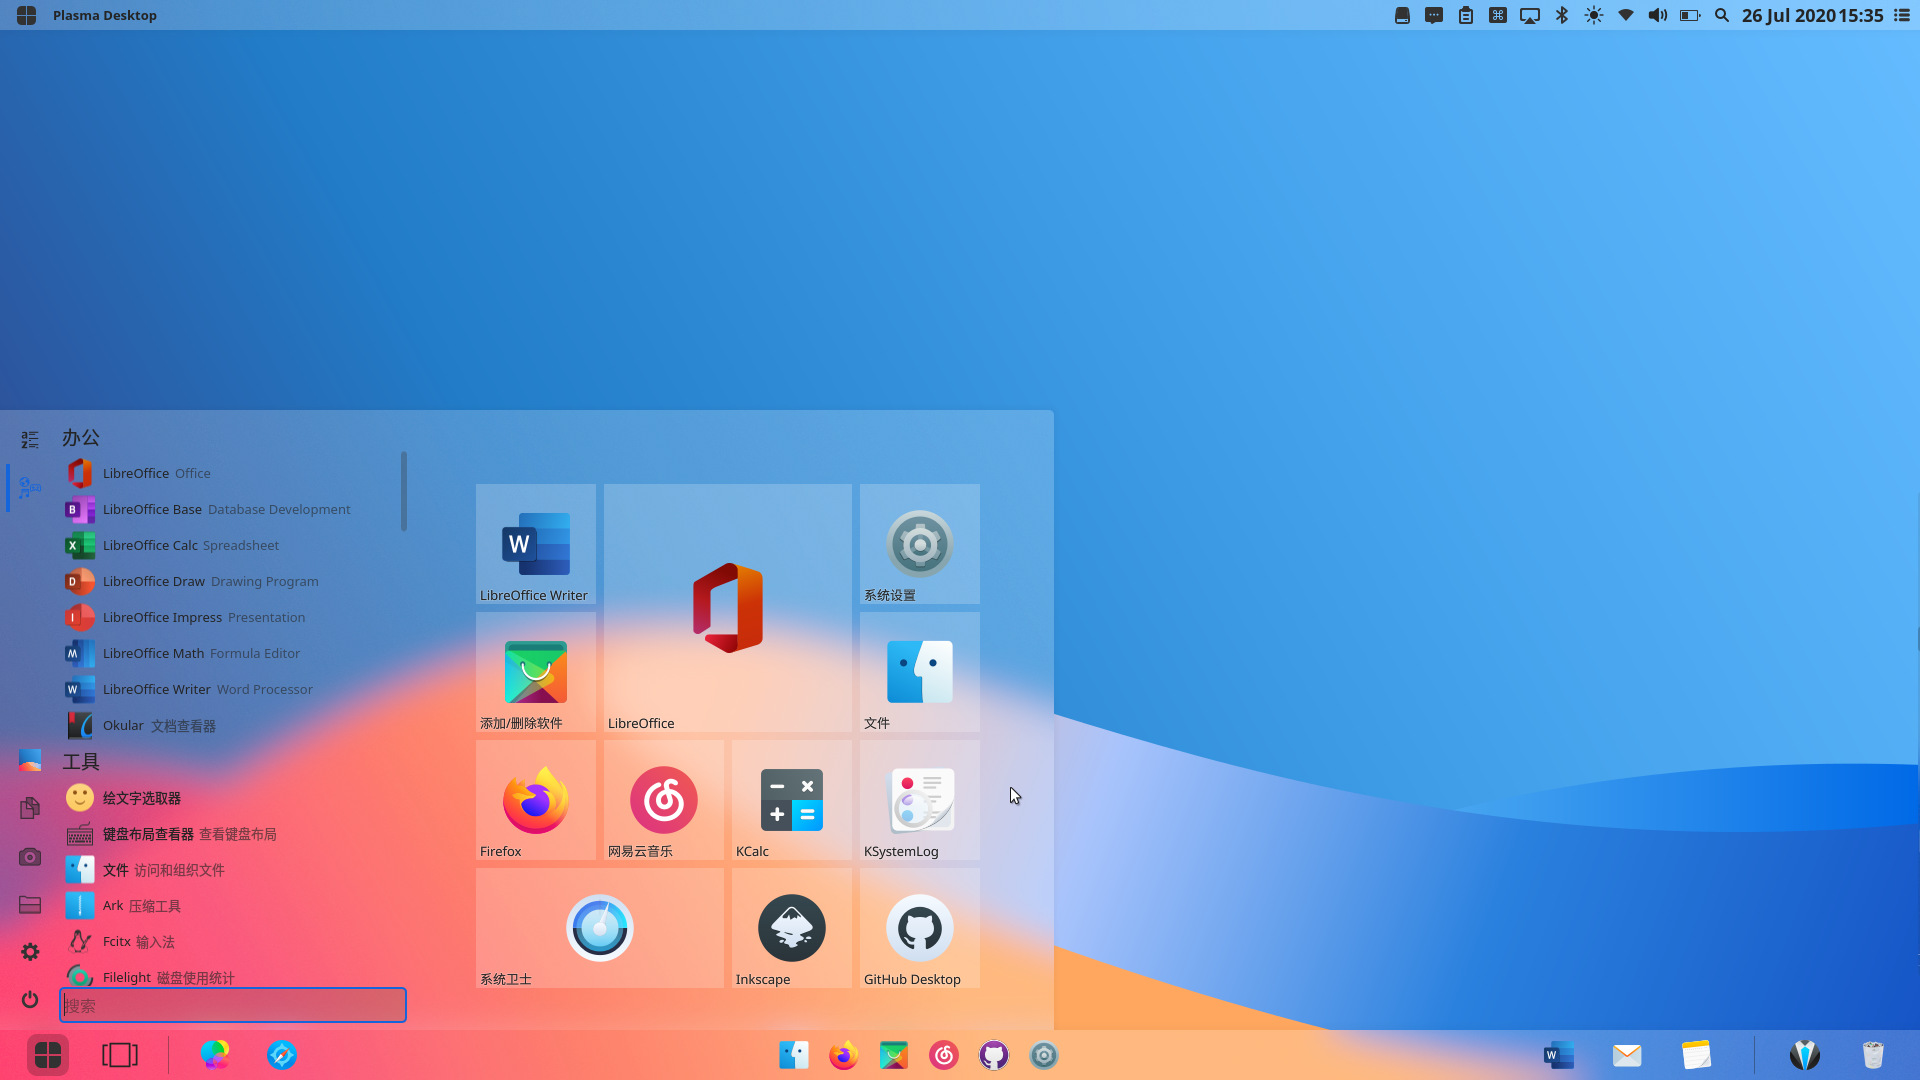 Plasma Desktop
26 Jul 2020 15:35
办公
LibreOffice Office
LibreOffice Base Database Development
LibreOffice Calc Spreadsheet
LibreOffice Draw Drawing Program
LibreOffice Impress Presentation
LibreOffice Math Formula Editor
LibreOffice Writer Word Processor
Okular 文档查看器
工具
绘文字选取器
键盘布局查看器 查看键盘布局
文件 访问和组织文件
Ark 压缩工具
Fcitx 输入法
Filelight 磁盘使用统计
搜索
LibreOffice Writer
系统设置
添加/删除软件
LibreOffice
文件
Firefox
网易云音乐
KCalc
KSystemLog
系统卫士
Inkscape
GitHub Desktop